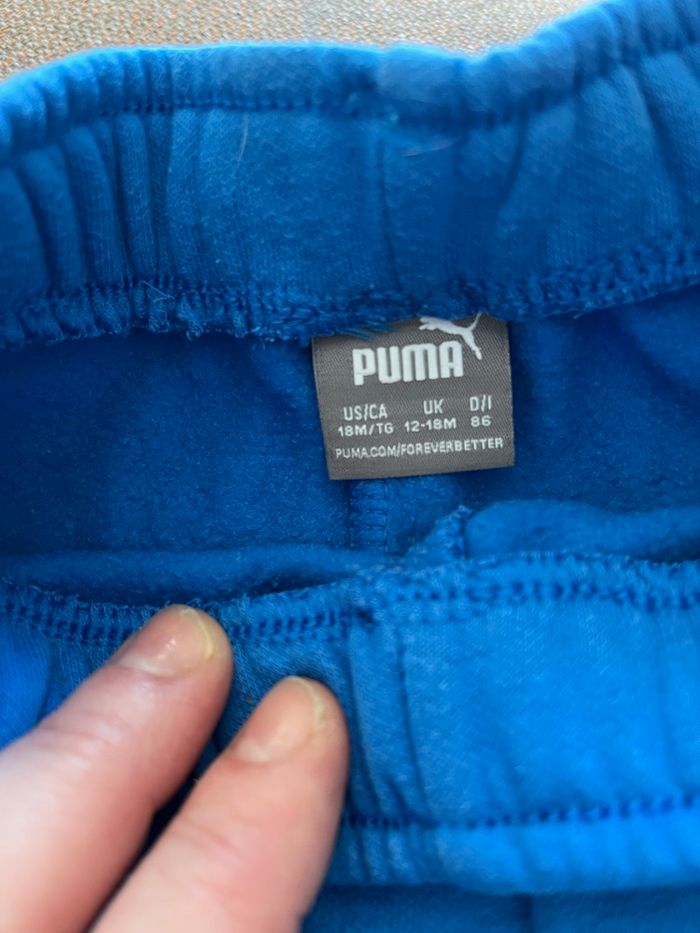 PUMA
US/CA UK D/I
18M/TG 12-18M 86
PUMA.COM/FOREVERBETTER